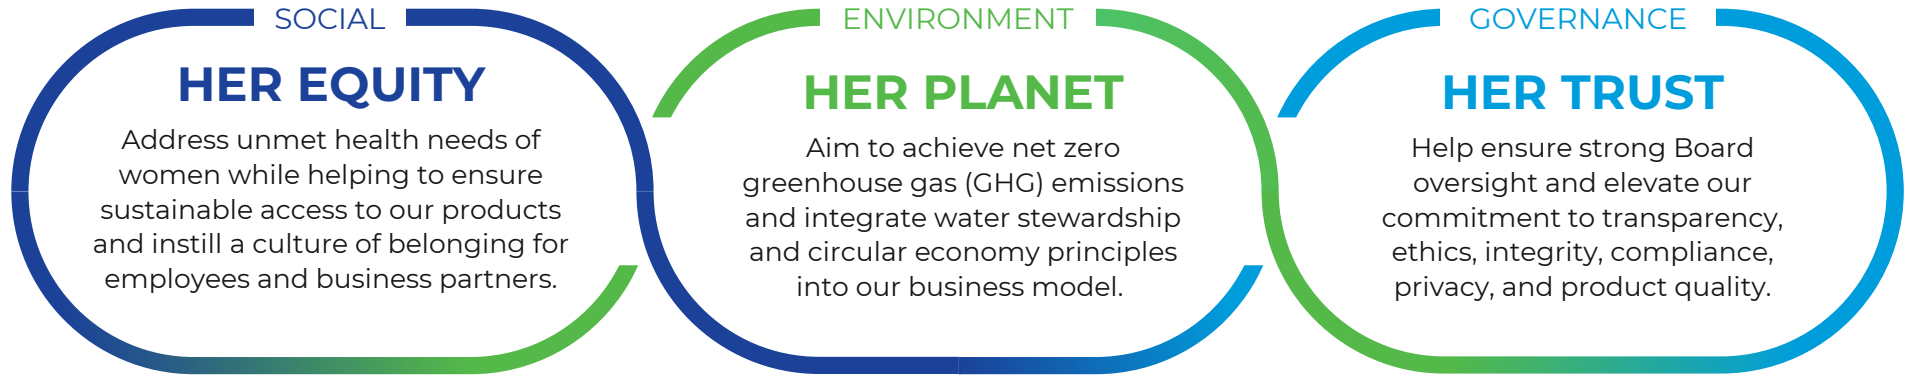 SOCIAL
HER EQUITY
Address unmet health needs of
women while helping to ensure
sustainable access to our products
and instill a culture of belonging for
employees and business partners.
ENVIRONMENT
HER PLANET
Aim to achieve net zero
greenhouse gas (GHG) emissions
and integrate water stewardship
and circular economy principles
into our business model.
GOVERNANCE
HER TRUST
Help ensure strong Board
oversight and elevate our
commitment to transparency,
ethics, integrity, compliance,
privacy, and product quality.